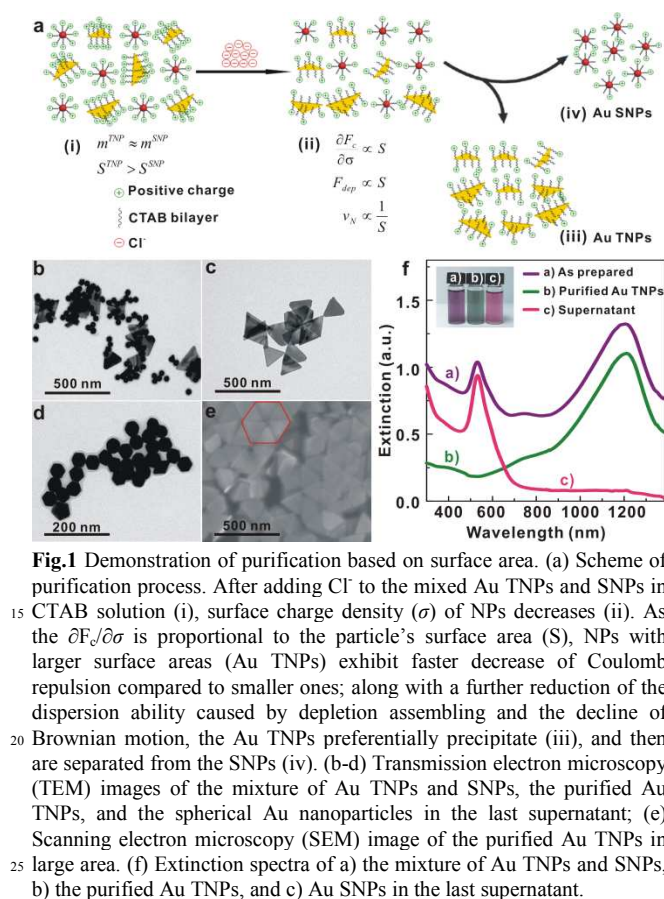 a
(i)
m^TNP ≈ m^SNP
S^TNP > S^SNP
⊕ Positive charge
CTAB bilayer
⊖ Cl⁻
(ii)
∂F_c/∂σ ∝ S
F_dep ∝ S
v_N ∝ 1/S
(iv) Au SNPs
(iii) Au TNPs
b
500 nm
c
500 nm
d
200 nm
e
500 nm
f
a) b) c)
a) As prepared
b) Purified Au TNPs
c) Supernatant
Extinction (a.u.)
1.5
1.0
0.5
0.0
a)
b)
c)
400 600 800 1000 1200
Wavelength (nm)
Fig.1 Demonstration of purification based on surface area. (a) Scheme of
purification process. After adding Cl⁻ to the mixed Au TNPs and SNPs in
15 CTAB solution (i), surface charge density (σ) of NPs decreases (ii). As
the ∂F_c/∂σ is proportional to the particle's surface area (S), NPs with
larger surface areas (Au TNPs) exhibit faster decrease of Coulomb
repulsion compared to smaller ones; along with a further reduction of the
dispersion ability caused by depletion assembling and the decline of
20 Brownian motion, the Au TNPs preferentially precipitate (iii), and then
are separated from the SNPs (iv). (b-d) Transmission electron microscopy
(TEM) images of the mixture of Au TNPs and SNPs, the purified Au
TNPs, and the spherical Au nanoparticles in the last supernatant; (e)
Scanning electron microscopy (SEM) image of the purified Au TNPs in
25 large area. (f) Extinction spectra of a) the mixture of Au TNPs and SNPs,
b) the purified Au TNPs, and c) Au SNPs in the last supernatant.